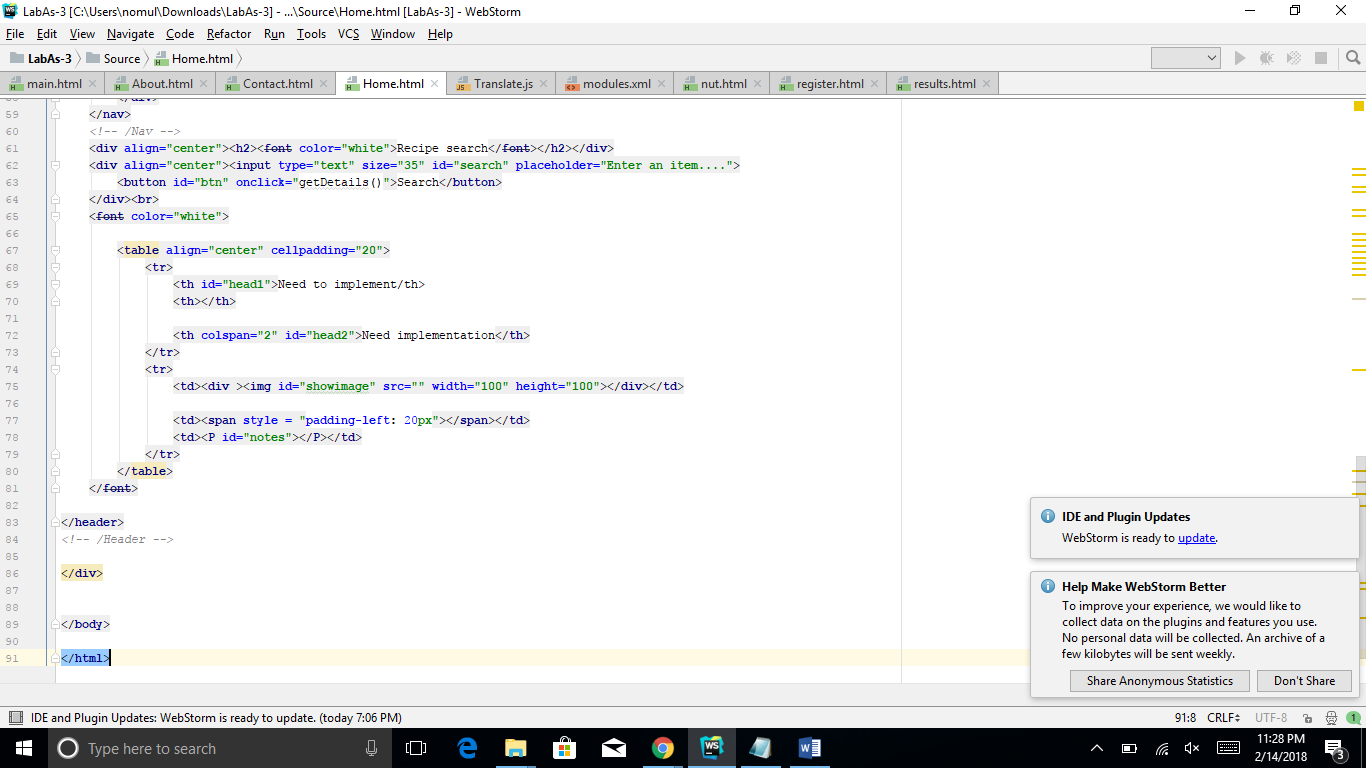 LabAs-3 [C:\Users\nomul\Downloads\LabAs-3] - ...\Source\Home.html [LabAs-3] - WebStorm
File Edit View Navigate Code Refactor Run Tools VCS Window Help
LabAs-3 Source Home.html
main.html About.html Contact.html Home.html Translate.js modules.xml nut.html register.html results.html
59 </nav>
60 <!-- /Nav -->
61 <div align="center"><h2><font color="white">Recipe search</font></h2></div>
62 <div align="center"><input type="text" size="35" id="search" placeholder="Enter an item....">
63 <button id="btn" onclick="getDetails()">Search</button>
64 </div><br>
65 <font color="white">
66
67 <table align="center" cellpadding="20">
68 <tr>
69 <th id="head1">Need to implement/th>
70 <th></th>
71
72 <th colspan="2" id="head2">Need implementation</th>
73 </tr>
74 <tr>
75 <td><div ><img id="showimage" src="" width="100" height="100"></div></td>
76
77 <td><span style = "padding-left: 20px"></span></td>
78 <td><P id="notes"></P></td>
79 </tr>
80 </table>
81 </font>
82
83 </header>
84 <!-- /Header -->
85
86 </div>
87
88
89 </body>
90
91 </html>
IDE and Plugin Updates
WebStorm is ready to update.
Help Make WebStorm Better
To improve your experience, we would like to
collect data on the plugins and features you use.
No personal data will be collected. An archive of a
few kilobytes will be sent weekly.
Share Anonymous Statistics Don't Share
IDE and Plugin Updates: WebStorm is ready to update. (today 7:06 PM) 91:8 CRLF UTF-8 1
Type here to search
11:28 PM
2/14/2018
3